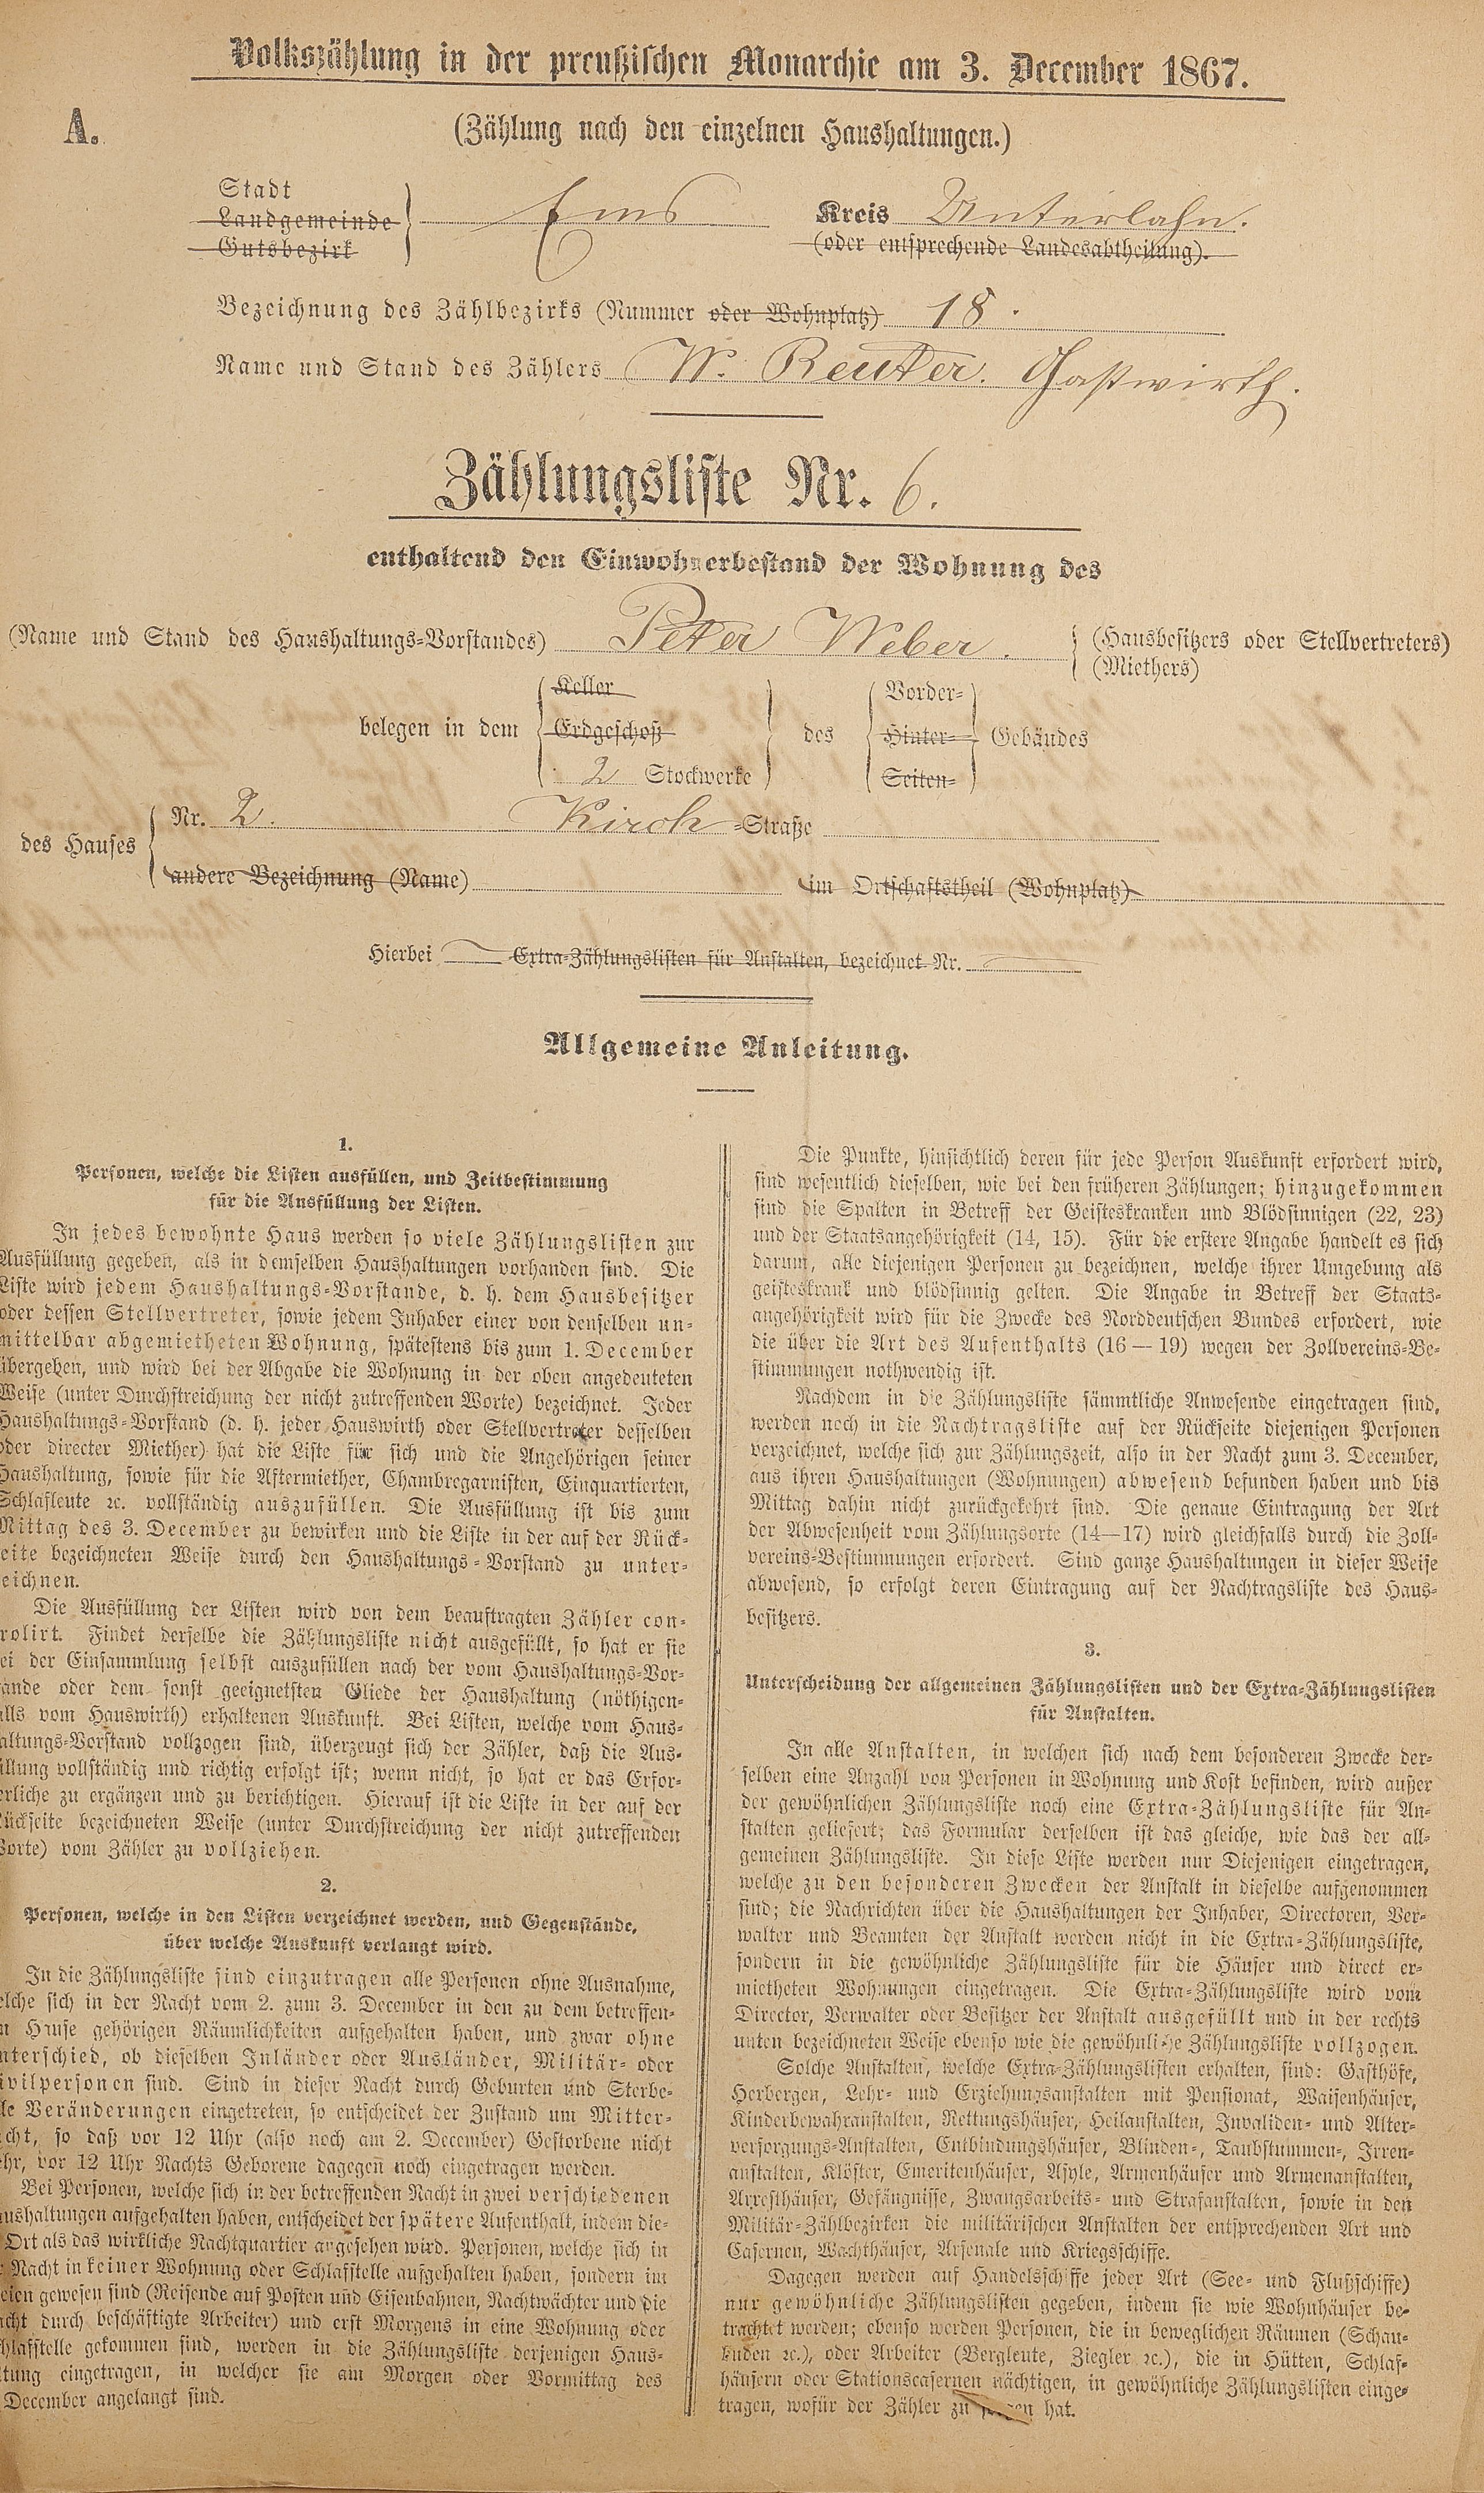 Volkszählung in der preußischen Monarchie am 3. December 1867.
A.
(Zählung nach den einzelnen Haushaltungen.)
Stadt
Landgemeinde
Gutsbezirk
Ems
Kreis Unterlahn.
(oder entsprechende Landesabtheilung).
Bezeichnung des Zählbezirks (Nummer oder Wohnplatz) 18.
Name und Stand des Zählers W. Reuter. Gastwirth.
Zählungsliste Nr. 6.
enthaltend den Einwohnerbestand der Wohnung des
(Name und Stand des Haushaltungs-Vorstandes) Peter Weber.
(Hausbesitzers oder Stellvertreters)
(Miethers)
belegen in dem
Keller
Erdgeschoß
2 Stockwerke
des
Vorder-
Hinter-
Seiten-
Gebäudes
des Hauses
Nr. 2. Kirch-Straße
andere Bezeichnung (Name) im Ortschaftstheil (Wohnplatz)
Hierbei Extra-Zählungslisten für Anstalten, bezeichnet Nr.
Allgemeine Anleitung.
1.
Personen, welche die Listen ausfüllen, und Zeitbestimmung
für die Ausfüllung der Listen.
In jedes bewohnte Haus werden so viele Zählungslisten zur
Ausfüllung gegeben, als in demselben Haushaltungen vorhanden sind. Die
Liste wird jedem Haushaltungs-Vorstande, d. h. dem Hausbesitzer
oder dessen Stellvertreter, sowie jedem Inhaber einer von denselben un-
mittelbar abgemietheten Wohnung, spätestens bis zum 1. December
übergeben, und wird bei der Abgabe die Wohnung in der oben angedeuteten
Weise (unter Durchstreichung der nicht zutreffenden Worte) bezeichnet. Jeder
Haushaltungs-Vorstand (d. h. jeder Hauswirth oder Stellvertreter desselben
oder directer Miether) hat die Liste für sich und die Angehörigen seiner
Haushaltung, sowie für die Aftermiether, Chambregarnisten, Einquartierten,
Schlafleute ꝛc. vollständig auszufüllen. Die Ausfüllung ist bis zum
Mittag des 3. December zu bewirken und die Liste in der auf der Rück-
eite bezeichneten Weise durch den Haushaltungs-Vorstand zu unter-
eichnen.
Die Ausfüllung der Listen wird von dem beauftragten Zähler con-
rolirt. Findet derselbe die Zählungsliste nicht ausgefüllt, so hat er sie
ei der Einsammlung selbst auszufüllen nach der vom Haushaltungs-Vor-
ande oder dem sonst geeignetsten Gliede der Haushaltung (nöthigen-
alls vom Hauswirth) erhaltenen Auskunft. Bei Listen, welche vom Haus-
altungs-Vorstand vollzogen sind, überzeugt sich der Zähler, daß die Aus-
üllung vollständig und richtig erfolgt ist; wenn nicht, so hat er das Erfor-
erliche zu ergänzen und zu berichtigen. Hierauf ist die Liste in der auf der
ückseite bezeichneten Weise (unter Durchstreichung der nicht zutreffenden
Worte) vom Zähler zu vollziehen.
2.
Personen, welche in den Listen verzeichnet werden, und Gegenstände,
über welche Auskunft verlangt wird.
In die Zählungsliste sind einzutragen alle Personen ohne Ausnahme,
elche sich in der Nacht vom 2. zum 3. December in den zu dem betreffen-
n Hause gehörigen Räumlichkeiten aufgehalten haben, und zwar ohne
nterschied, ob dieselben Inländer oder Ausländer, Militär- oder
ivilpersonen sind. Sind in dieser Nacht durch Geburten und Sterbe-
le Veränderungen eingetreten, so entscheidet der Zustand um Mitter-
cht, so daß vor 12 Uhr (also noch am 2. December) Gestorbene nicht
ehr, vor 12 Uhr Nachts Geborene dagegen noch eingetragen werden.
Bei Personen, welche sich in der betreffenden Nacht in zwei verschiedenen
aushaltungen aufgehalten haben, entscheidet der spätere Aufenthalt, indem die-
Ort als das wirkliche Nachtquartier angesehen wird. Personen, welche sich in
Nacht in keiner Wohnung oder Schlafstelle aufgehalten haben, sondern im
eien gewesen sind (Reisende auf Posten und Eisenbahnen, Nachtwächter und die
acht durch beschäftigte Arbeiter) und erst Morgens in eine Wohnung oder
hlafstelle gekommen sind, werden in die Zählungsliste derjenigen Haus-
tung eingetragen, in welcher sie am Morgen oder Vormittag des
December angelangt sind.
Die Punkte, hinsichtlich deren für jede Person Auskunft erfordert wird,
sind wesentlich dieselben, wie bei den früheren Zählungen; hinzugekommen
sind die Spalten in Betreff der Geisteskranken und Blödsinnigen (22, 23)
und der Staatsangehörigkeit (14, 15). Für die erstere Angabe handelt es sich
darum, alle diejenigen Personen zu bezeichnen, welche ihrer Umgebung als
geisteskrank und blödsinnig gelten. Die Angabe in Betreff der Staats-
angehörigkeit wird für die Zwecke des Norddeutschen Bundes erfordert, wie
die über die Art des Aufenthalts (16—19) wegen der Zollvereins-Be-
stimmungen nothwendig ist.
Nachdem in die Zählungsliste sämmtliche Anwesende eingetragen sind,
werden noch in die Nachtragsliste auf der Rückseite diejenigen Personen
verzeichnet, welche sich zur Zählungszeit, also in der Nacht zum 3. December,
aus ihren Haushaltungen (Wohnungen) abwesend befunden haben und bis
Mittag dahin nicht zurückgekehrt sind. Die genaue Eintragung der Art
der Abwesenheit vom Zählungsorte (14—17) wird gleichfalls durch die Zoll-
vereins-Bestimmungen erfordert. Sind ganze Haushaltungen in dieser Weise
abwesend, so erfolgt deren Eintragung auf der Nachtragsliste des Haus-
besitzers.
3.
Unterscheidung der allgemeinen Zählungslisten und der Extra-Zählungslisten
für Anstalten.
In alle Anstalten, in welchen sich nach dem besonderen Zwecke der-
selben eine Anzahl von Personen in Wohnung und Kost befinden, wird außer
der gewöhnlichen Zählungsliste noch eine Extra-Zählungsliste für An-
stalten geliefert; das Formular derselben ist das gleiche, wie das der all-
gemeinen Zählungsliste. In diese Liste werden nur Diejenigen eingetragen,
welche zu den besonderen Zwecken der Anstalt in dieselbe aufgenommen
sind; die Nachrichten über die Haushaltungen der Inhaber, Directoren, Ver-
walter und Beamten der Anstalt werden nicht in die Extra-Zählungsliste,
sondern in die gewöhnliche Zählungsliste für die Häuser und direct er-
mietheten Wohnungen eingetragen. Die Extra-Zählungsliste wird vom
Director, Verwalter oder Besitzer der Anstalt ausgefüllt und in der rechts
unten bezeichneten Weise ebenso wie die gewöhnliche Zählungsliste vollzogen.
Solche Anstalten, welche Extra-Zählungslisten erhalten, sind: Gasthöfe,
Herbergen, Lehr- und Erziehungsanstalten mit Pensionat, Waisenhäuser,
Kinderbewahranstalten, Rettungshäuser, Heilanstalten, Invaliden- und Alter-
versorgungs-Anstalten, Entbindungshäuser, Blinden-, Taubstummen-, Irren-
anstalten, Klöster, Emeritenhäuser, Asyle, Armenhäuser und Armenanstalten,
Arresthäuser, Gefängnisse, Zwangsarbeits- und Strafanstalten, sowie in den
Militär-Zählbezirken die militärischen Anstalten der entsprechenden Art und
Casernen, Wachthäuser, Arsenale und Kriegsschiffe.
Dagegen werden auf Handelsschiffe jeder Art (See- und Flußschiffe)
nur gewöhnliche Zählungslisten gegeben, indem sie wie Wohnhäuser be-
trachtet werden; ebenso werden Personen, die in beweglichen Räumen (Schau-
buden ꝛc.), oder Arbeiter (Bergleute, Ziegler ꝛc.), die in Hütten, Schlaf-
häusern oder Stationscasernen nächtigen, in gewöhnliche Zählungslisten einge-
tragen, wofür der Zähler zu hat.